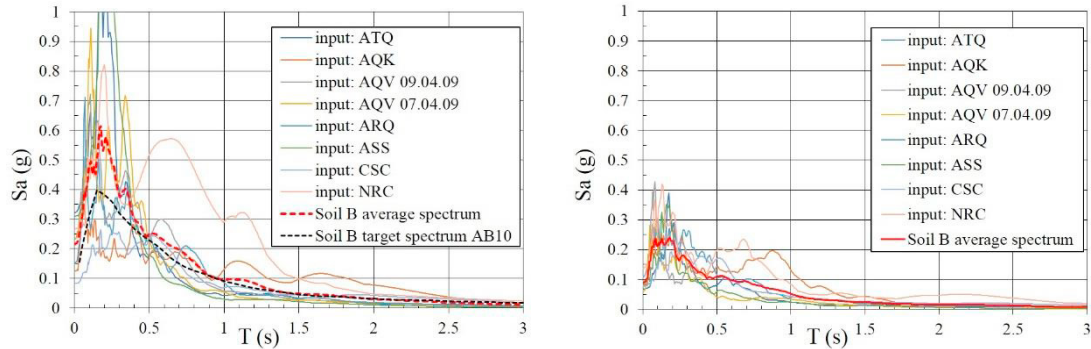 1
0.9
0.8
0.7
0.6
0.5
0.4
0.3
0.2
0.1
0
Sa (g)
0
0.5
1
1.5
2
2.5
3
T (s)
input: ATQ
input: AQK
input: AQV 09.04.09
input: AQV 07.04.09
input: ARQ
input: ASS
input: CSC
input: NRC
Soil B average spectrum
Soil B target spectrum AB10
1
0.9
0.8
0.7
0.6
0.5
0.4
0.3
0.2
0.1
0
Sa (g)
0
0.5
1
1.5
2
2.5
3
T (s)
input: ATQ
input: AQK
input: AQV 09.04.09
input: AQV 07.04.09
input: ARQ
input: ASS
input: CSC
input: NRC
Soil B average spectrum